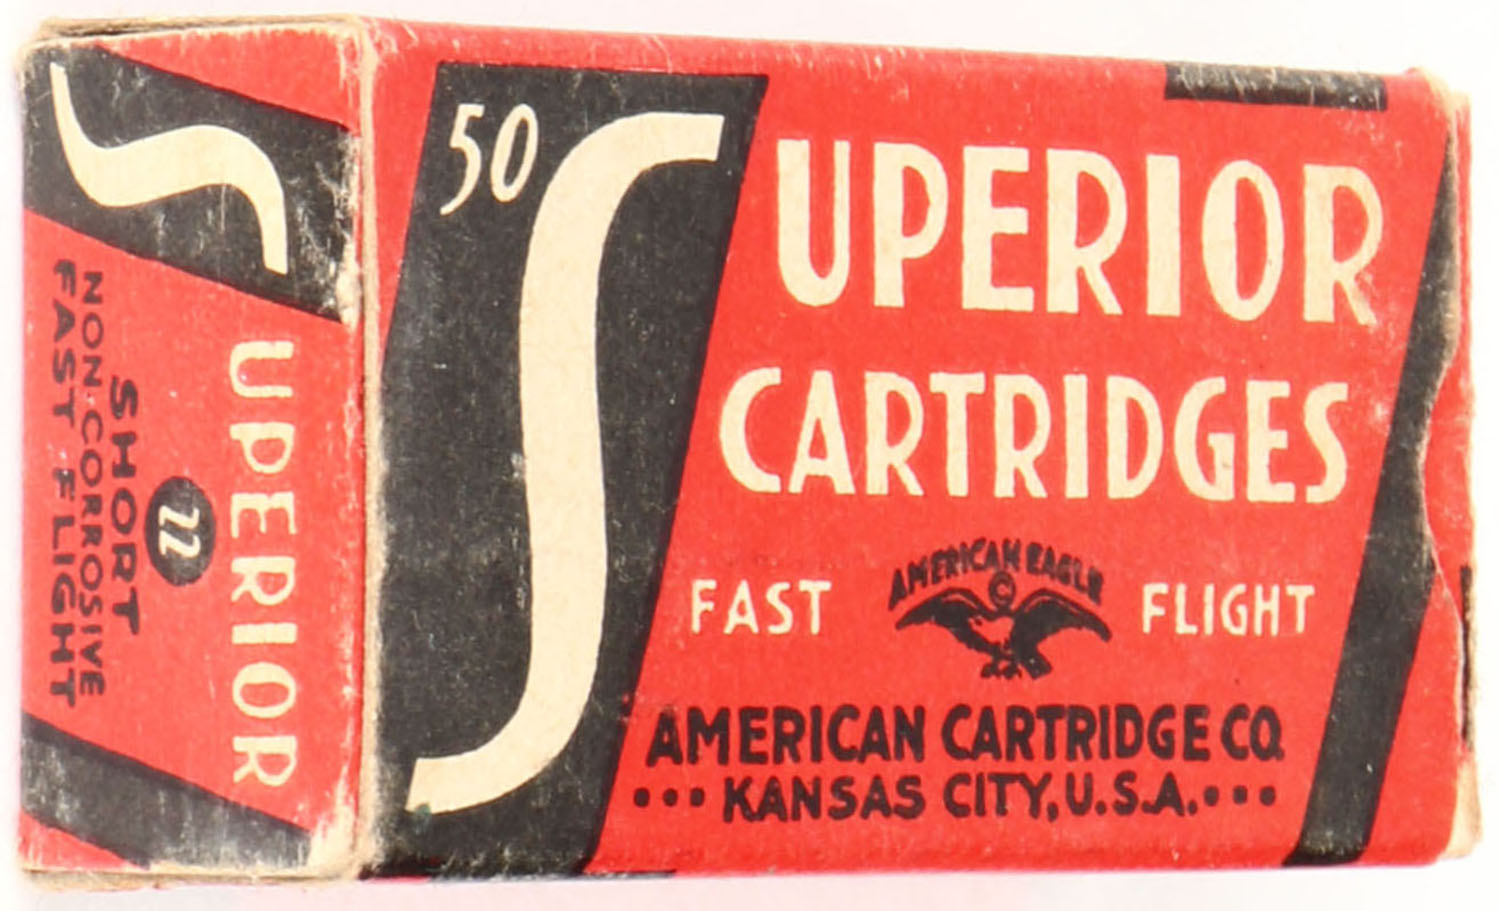 50
SUPERIOR
CARTRIDGES
AMERICAN EAGLE
©
FAST FLIGHT
AMERICAN CARTRIDGE CO.
•••KANSAS CITY, U.S.A.•••
SUPERIOR
22
SHORT
NON-CORROSIVE
FAST FLIGHT